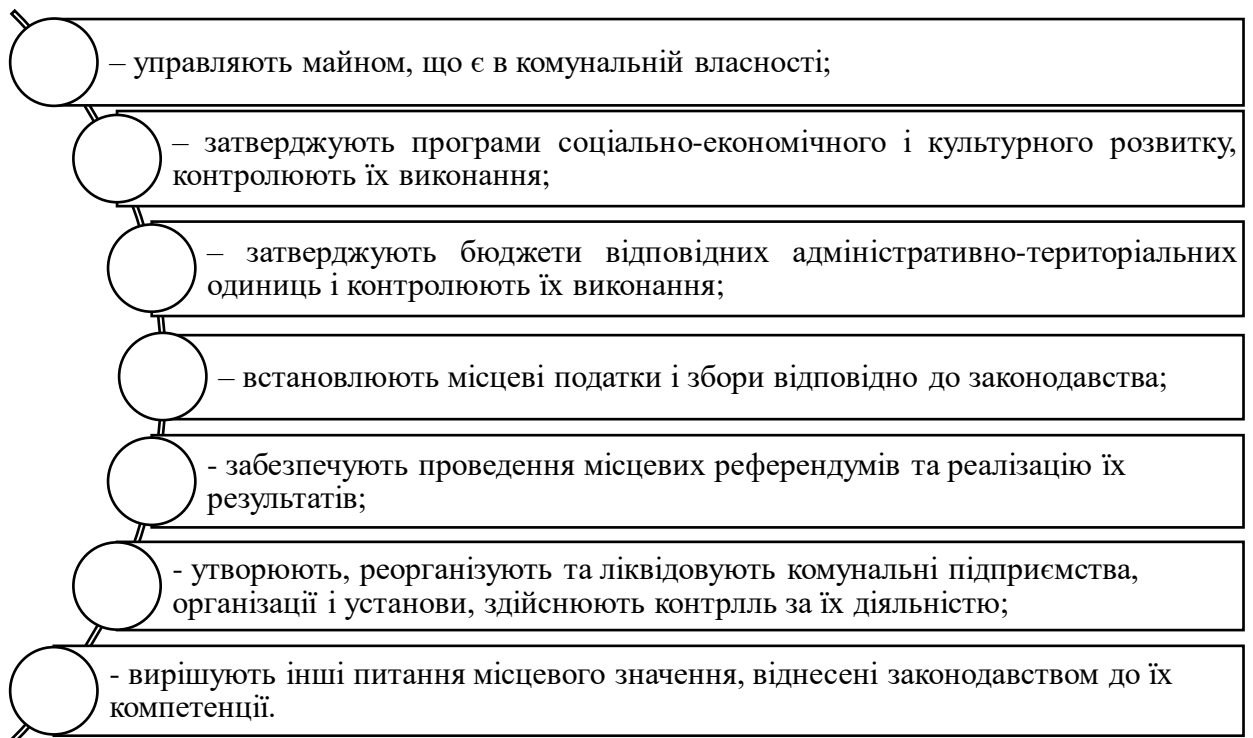 – управляють майном, що є в комунальній власності;
– затверджують програми соціально-економічного і культурного розвитку,
контролюють їх виконання;
– затверджують бюджети відповідних адміністративно-територіальних
одиниць і контролюють їх виконання;
– встановлюють місцеві податки і збори відповідно до законодавства;
- забезпечують проведення місцевих референдумів та реалізацію їх
результатів;
- утворюють, реорганізують та ліквідовують комунальні підприємства,
організації і установи, здійснюють контрлль за їх діяльністю;
- вирішують інші питання місцевого значення, віднесені законодавством до їх
компетенції.